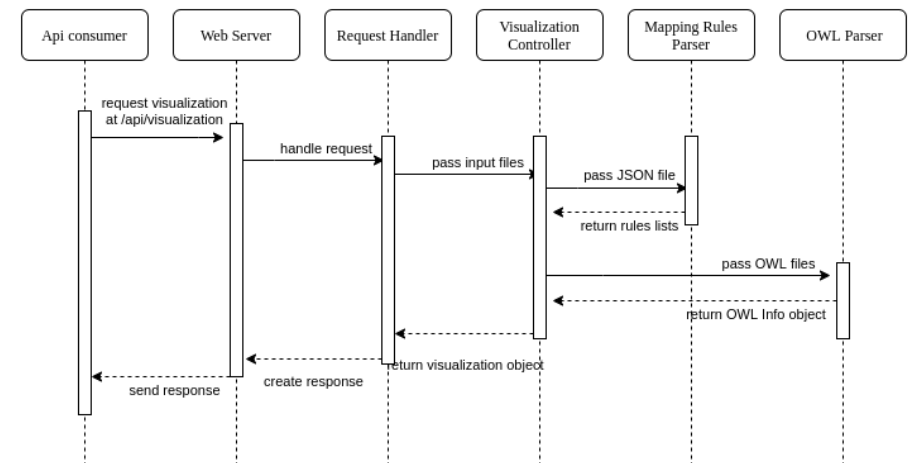 Api consumer
Web Server
Request Handler
Visualization
Controller
Mapping Rules
Parser
OWL Parser
request visualization
at /api/visualization
handle request
pass input files
pass JSON file
return rules lists
pass OWL files
return OWL Info object
return visualization object
create response
send response